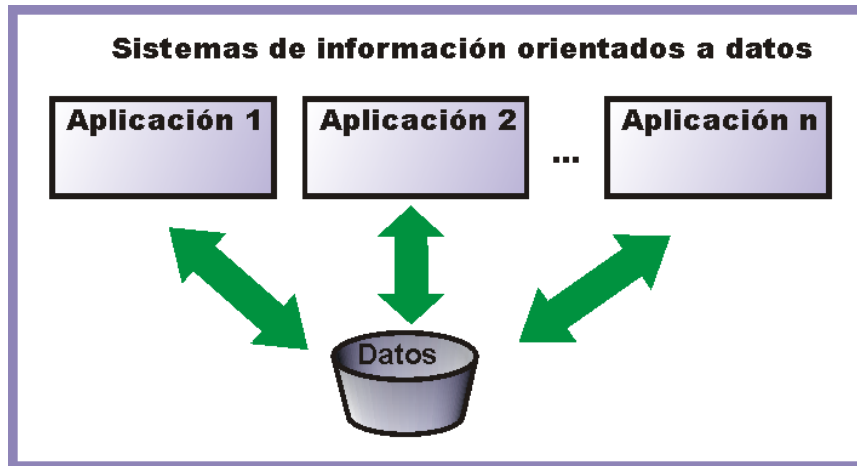 Sistemas de información orientados a datos
Aplicación 1
Aplicación 2
...
Aplicación n
Datos